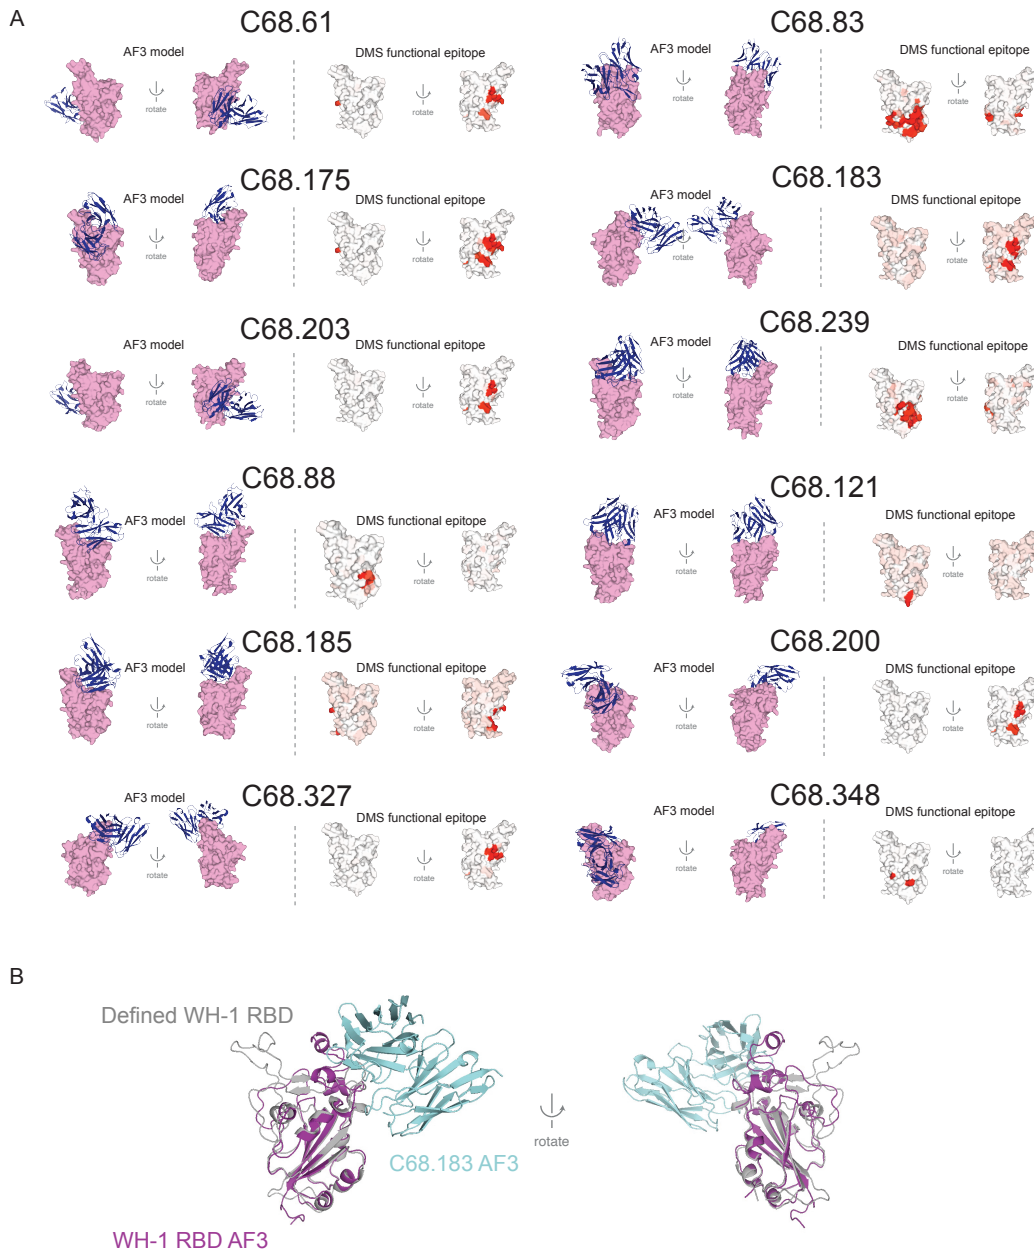 A
C68.61
AF3 model
rotate
DMS functional epitope
rotate
C68.83
AF3 model
rotate
DMS functional epitope
rotate
C68.175
AF3 model
rotate
DMS functional epitope
rotate
C68.183
AF3 model
rotate
DMS functional epitope
rotate
C68.203
AF3 model
rotate
DMS functional epitope
rotate
C68.239
AF3 model
rotate
DMS functional epitope
rotate
C68.88
AF3 model
rotate
DMS functional epitope
rotate
C68.121
AF3 model
rotate
DMS functional epitope
rotate
C68.185
AF3 model
rotate
DMS functional epitope
rotate
C68.200
AF3 model
rotate
DMS functional epitope
rotate
C68.327
AF3 model
rotate
DMS functional epitope
rotate
C68.348
AF3 model
rotate
DMS functional epitope
rotate
B
Defined WH-1 RBD
C68.183 AF3
WH-1 RBD AF3
rotate